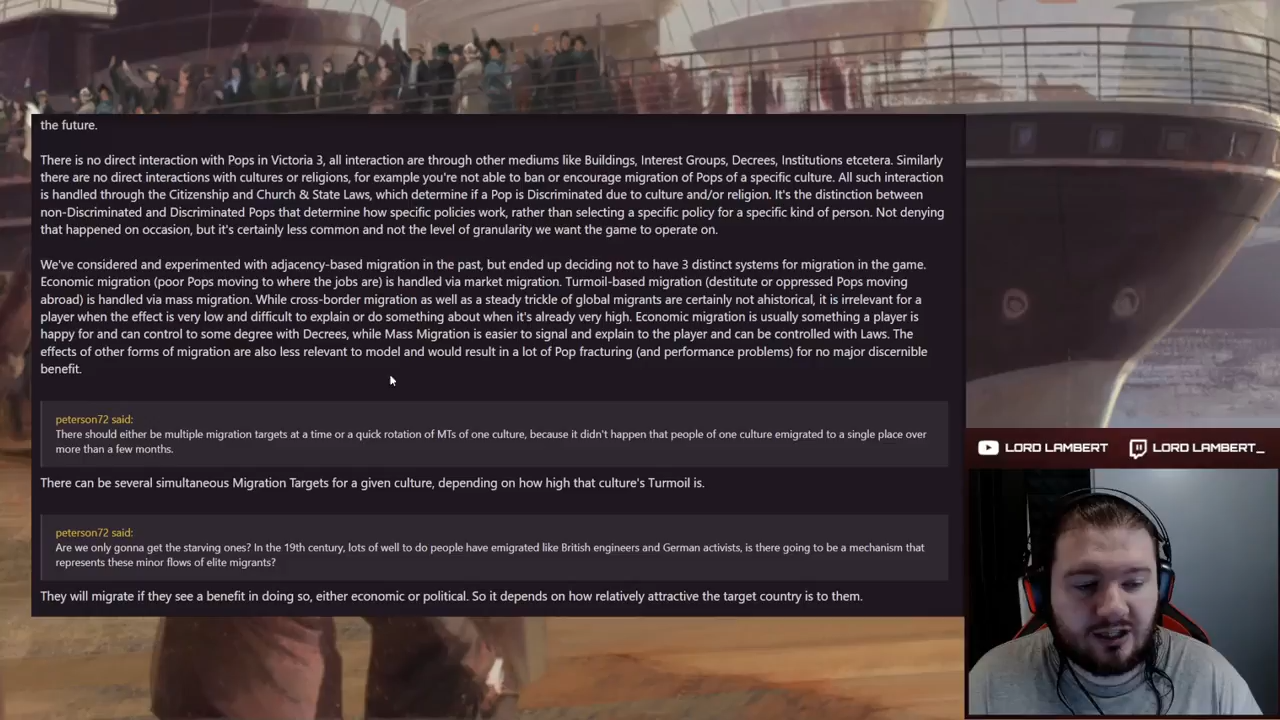 the future.
There is no direct interaction with Pops in Victoria 3, all interaction are through other mediums like Buildings, Interest Groups, Decrees, Institutions etcetera. Similarly
there are no direct interactions with cultures or religions, for example you're not able to ban or encourage migration of Pops of a specific culture. All such interaction
is handled through the Citizenship and Church & State Laws, which determine if a Pop is Discriminated due to culture and/or religion. It's the distinction between
non-Discriminated and Discriminated Pops that determine how specific policies work, rather than selecting a specific policy for a specific kind of person. Not denying
that happened on occasion, but it's certainly less common and not the level of granularity we want the game to operate on.
We've considered and experimented with adjacency-based migration in the past, but ended up deciding not to have 3 distinct systems for migration in the game.
Economic migration (poor Pops moving to where the jobs are) is handled via market migration. Turmoil-based migration (destitute or oppressed Pops moving
abroad) is handled via mass migration. While cross-border migration as well as a steady trickle of global migrants are certainly not ahistorical, it is irrelevant for a
player when the effect is very low and difficult to explain or do something about when it's already very high. Economic migration is usually something a player is
happy for and can control to some degree with Decrees, while Mass Migration is easier to signal and explain to the player and can be controlled with Laws. The
effects of other forms of migration are also less relevant to model and would result in a lot of Pop fracturing (and performance problems) for no major discernible
benefit.
peterson72 said:
There should either be multiple migration targets at a time or a quick rotation of MTs of one culture, because it didn't happen that people of one culture emigrated to a single place over
more than a few months.
There can be several simultaneous Migration Targets for a given culture, depending on how high that culture's Turmoil is.
peterson72 said:
Are we only gonna get the starving ones? In the 19th century, lots of well to do people have emigrated like British engineers and German activists, is there going to be a mechanism that
represents these minor flows of elite migrants?
They will migrate if they see a benefit in doing so, either economic or political. So it depends on how relatively attractive the target country is to them.
LORD LAMBERT
LORD LAMBERT_